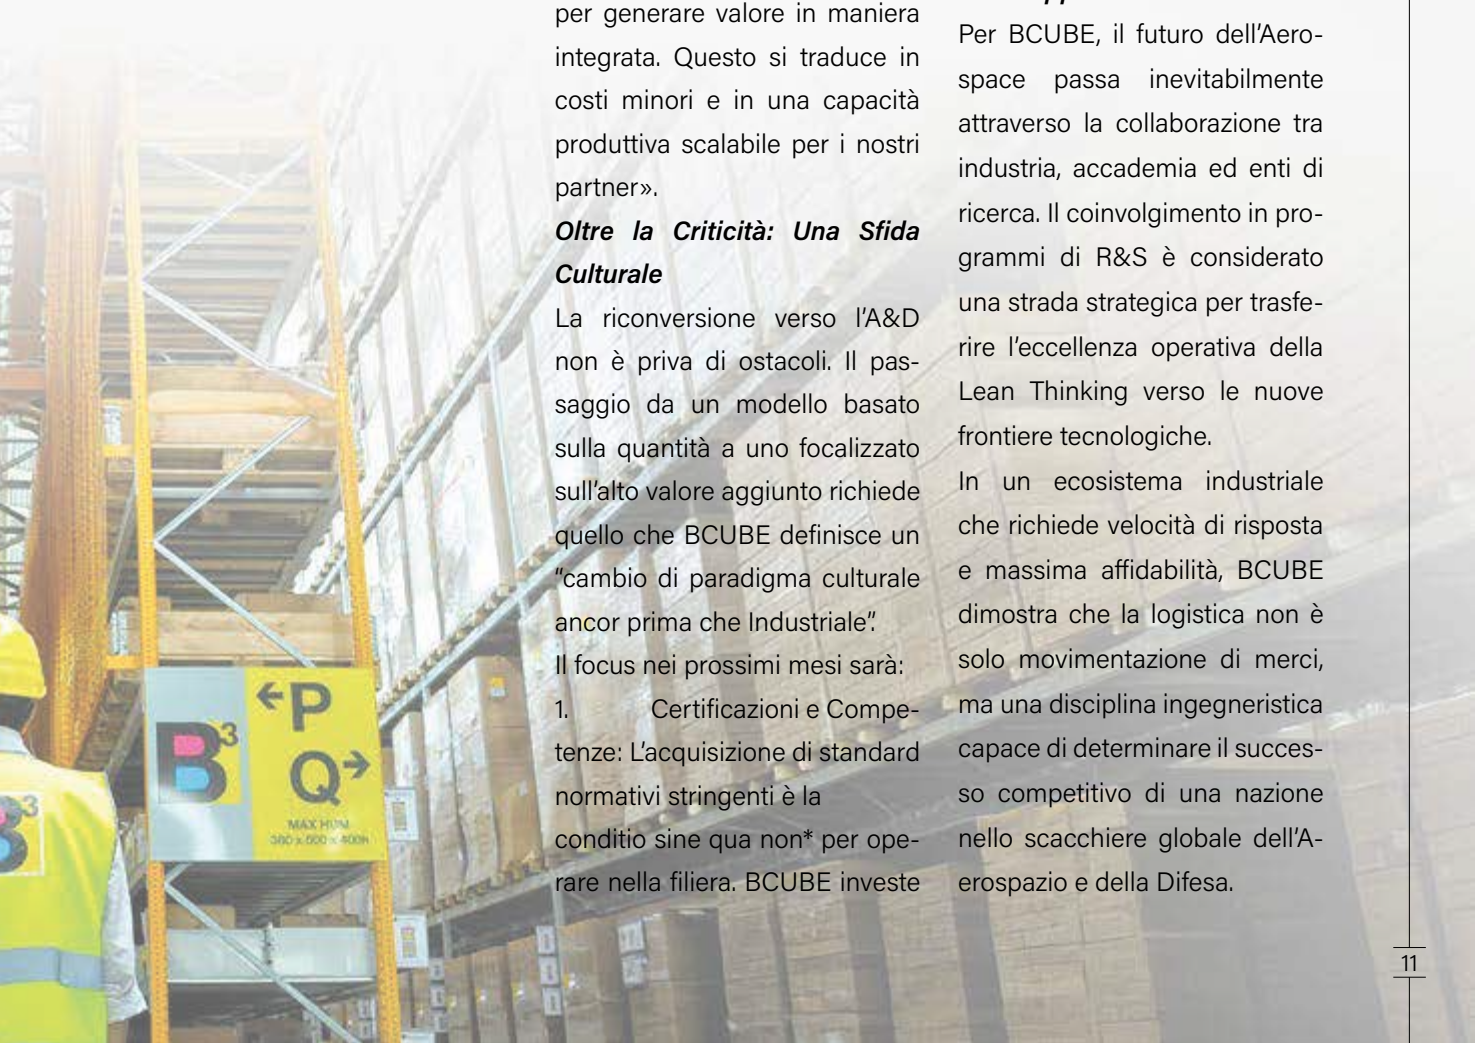 per generare valore in maniera
integrata. Questo si traduce in
costi minori e in una capacità
produttiva scalabile per i nostri
partner».
Oltre la Criticità: Una Sfida
Culturale
La riconversione verso l'A&D
non è priva di ostacoli. Il pas-
saggio da un modello basato
sulla quantità a uno focalizzato
sull'alto valore aggiunto richiede
quello che BCUBE definisce un
"cambio di paradigma culturale
ancor prima che Industriale".
Il focus nei prossimi mesi sarà:
1. Certificazioni e Compe-
tenze: L'acquisizione di standard
normativi stringenti è la
conditio sine qua non* per ope-
rare nella filiera. BCUBE investe
Per BCUBE, il futuro dell'Aero-
space passa inevitabilmente
attraverso la collaborazione tra
industria, accademia ed enti di
ricerca. Il coinvolgimento in pro-
grammi di R&S è considerato
una strada strategica per trasfe-
rire l'eccellenza operativa della
Lean Thinking verso le nuove
frontiere tecnologiche.
In un ecosistema industriale
che richiede velocità di risposta
e massima affidabilità, BCUBE
dimostra che la logistica non è
solo movimentazione di merci,
ma una disciplina ingegneristica
capace di determinare il succes-
so competitivo di una nazione
nello scacchiere globale dell'A-
erospazio e della Difesa.
←P
B3
Q→
MAX HUM
B3
11